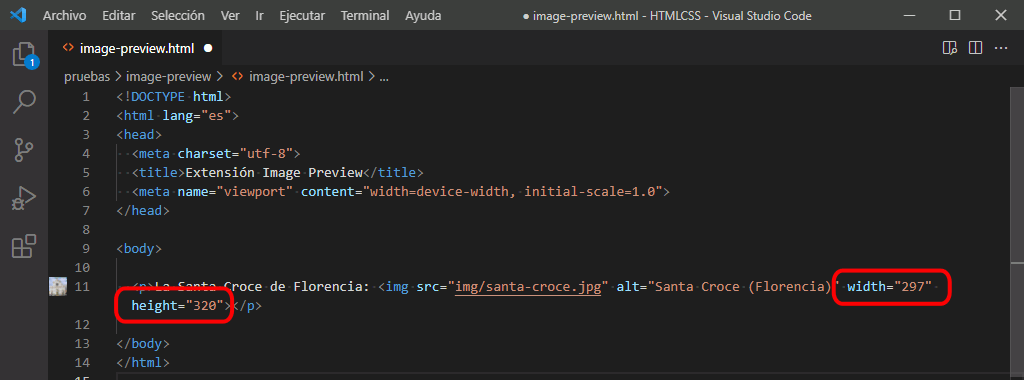 Archivo Editar Selección Ver Ir Ejecutar Terminal Ayuda ● image-preview.html - HTMLCSS - Visual Studio Code
1
<> image-preview.html ●
pruebas > image-preview > <> image-preview.html > ...
1 <!DOCTYPE html>
2 <html lang="es">
3 <head>
4 <meta charset="utf-8">
5 <title>Extensión Image Preview</title>
6 <meta name="viewport" content="width=device-width, initial-scale=1.0">
7 </head>
8
9 <body>
10
11 <p>La Santa Croce de Florencia: <img src="img/santa-croce.jpg" alt="Santa Croce (Florencia)" width="297"
height="320"></p>
12
13 </body>
14 </html>
15